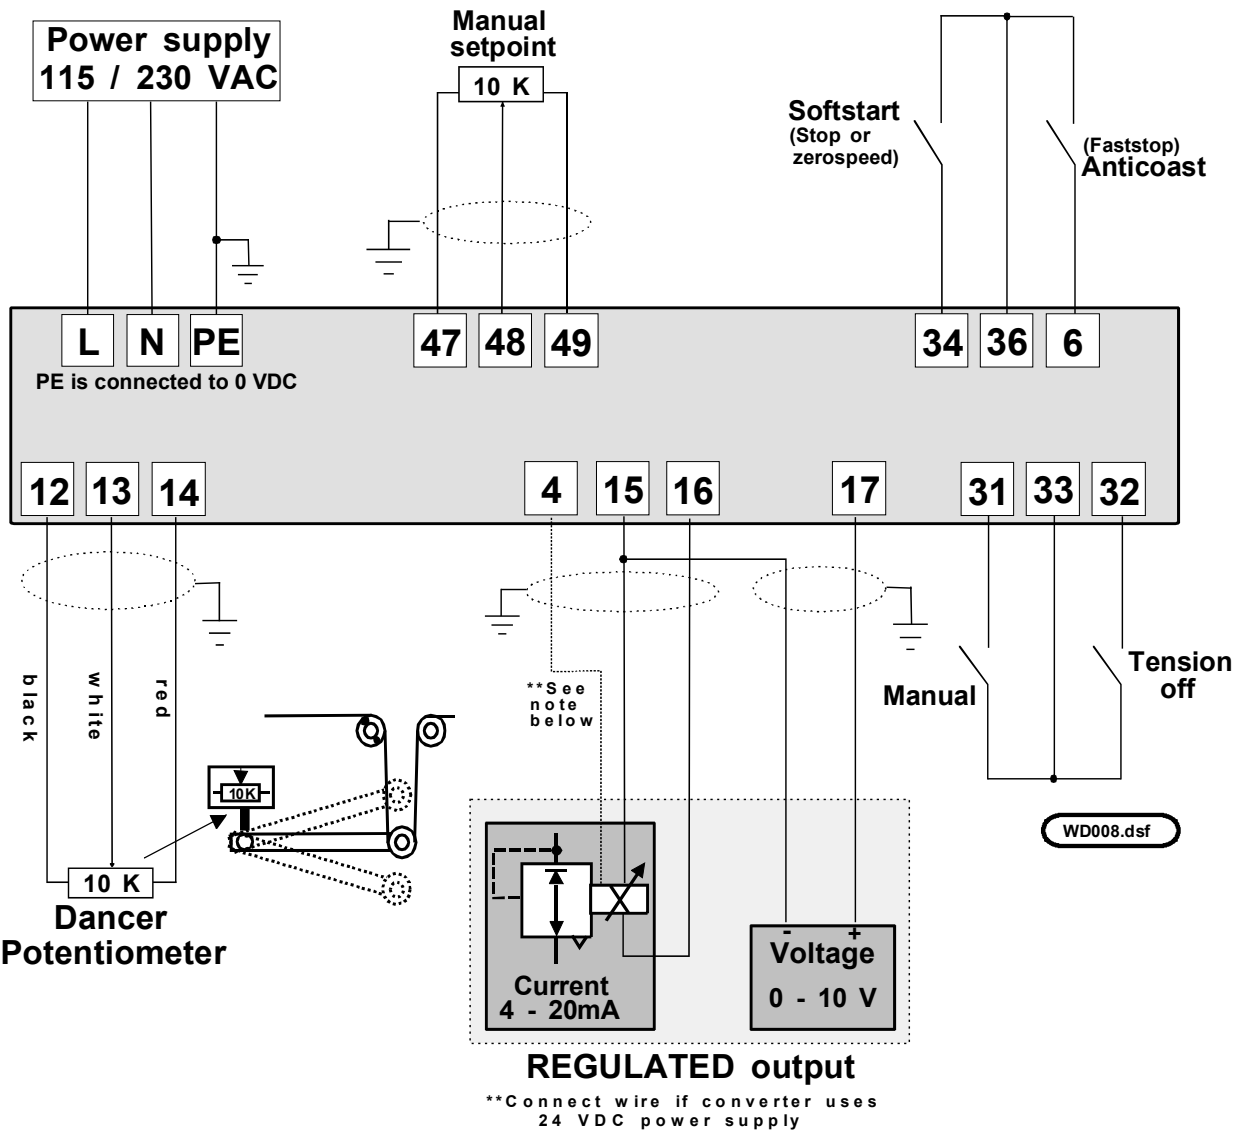 Power supply
115 / 230 VAC
Manual
setpoint
10 K
Softstart
(Stop or
zerospeed)
(Faststop)
Anticoast
L N PE
47 48 49
34 36 6
PE is connected to 0 VDC
12 13 14
4 15 16
17
31 33 32
black
white
red
**See
note
below
Manual
Tension
off
10K
10 K
Dancer
Potentiometer
WD008.dsf
Current
4 - 20mA
- +
Voltage
0 - 10 V
REGULATED output
**Connect wire if converter uses
24 VDC power supply